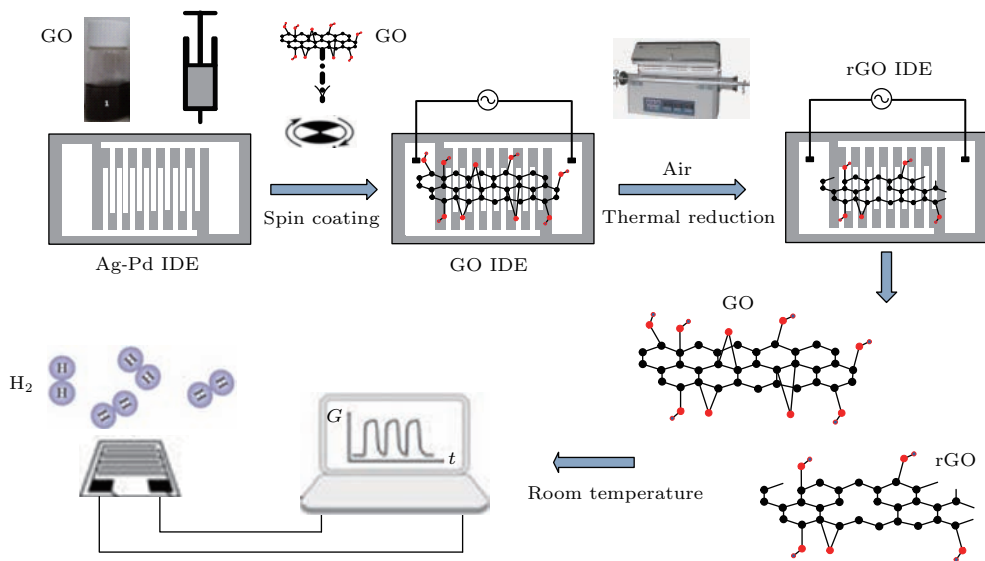 GO
1
GO
Ag-Pd IDE
Spin coating
GO IDE
Air
Thermal reduction
rGO IDE
GO
rGO
Room temperature
H₂
H
H
H
H
H
H
H
H
G
t